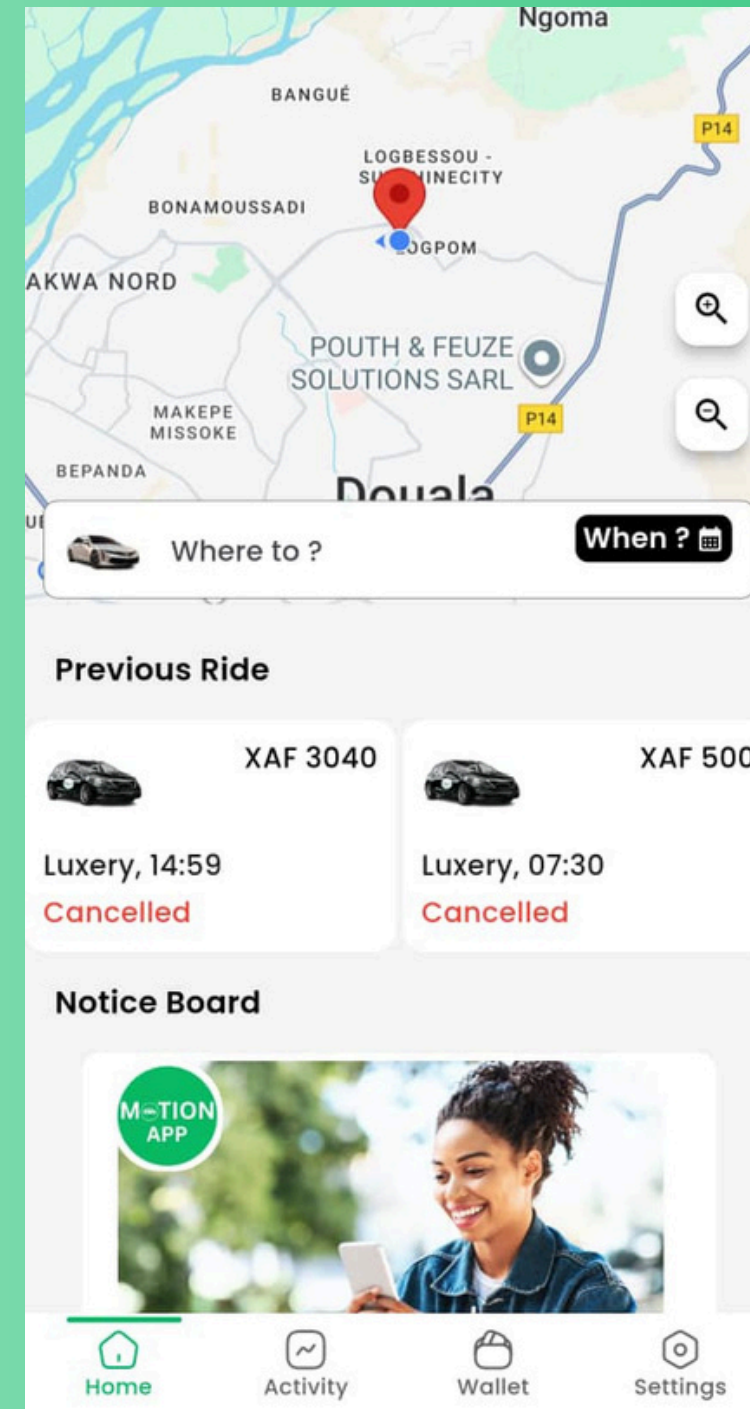 Ngoma
BANGUÉ
P14
LOGBESSOU -
BONAMOUSSADI
AKWA NORD
POUTH & FEUZE
SOLUTIONS SARL
MAKEPE
MISSOKE
P14
BEPANDA
Douala
Where to ?
When ?
Previous Ride
XAF 3040
XAF 500
Luxery, 14:59
Luxery, 07:30
Cancelled
Cancelled
Notice Board
MOTION
APP
Home
Activity
Wallet
Settings